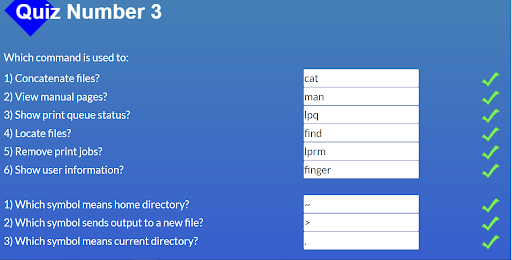 Quiz Number 3
Which command is used to:
1) Concatenate files? cat
2) View manual pages? man
3) Show print queue status? lpq
4) Locate files? find
5) Remove print jobs? lprm
6) Show user information? finger
1) Which symbol means home directory? ~
2) Which symbol sends output to a new file? >
3) Which symbol means current directory? .